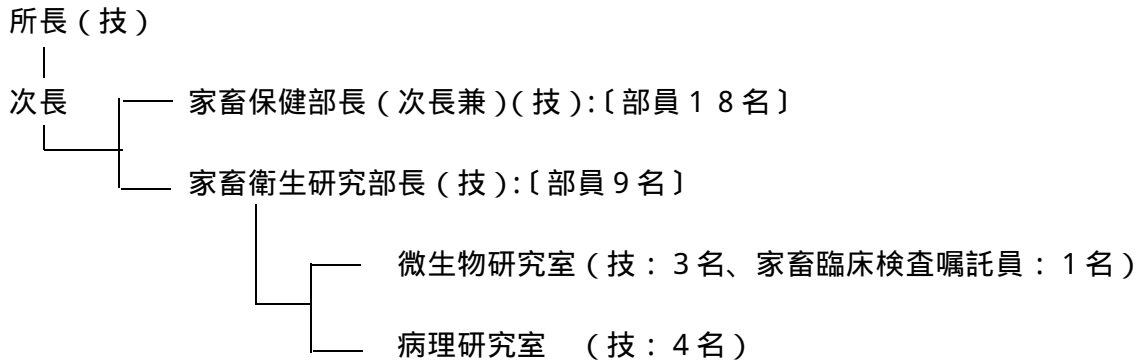 所長(技)
次長 家畜保健部長(次長兼)(技):〔部員18名〕
家畜衛生研究部長(技):〔部員9名〕
微生物研究室(技:3名、家畜臨床検査嘱託員:1名)
病理研究室 (技:4名)